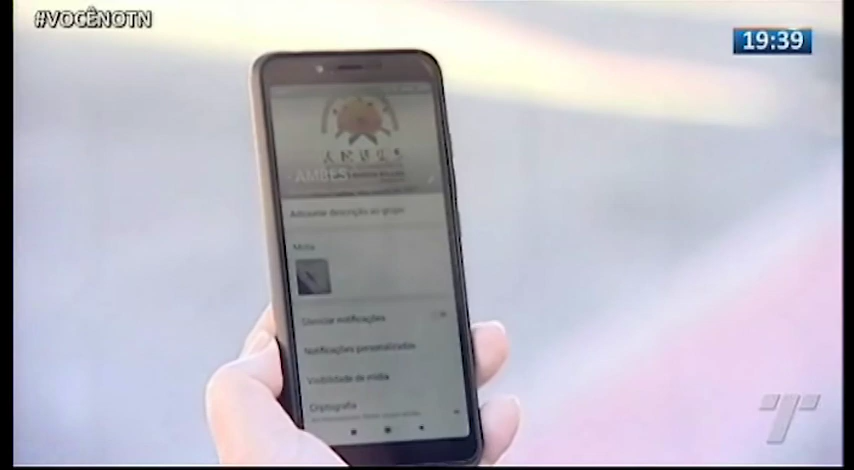 #VOCÊNOTN
19:39
AMBES
Adicionar descrição ao grupo
Mídia
Silenciar notificações
Notificações personalizadas
Visibilidade de mídia
Criptografia